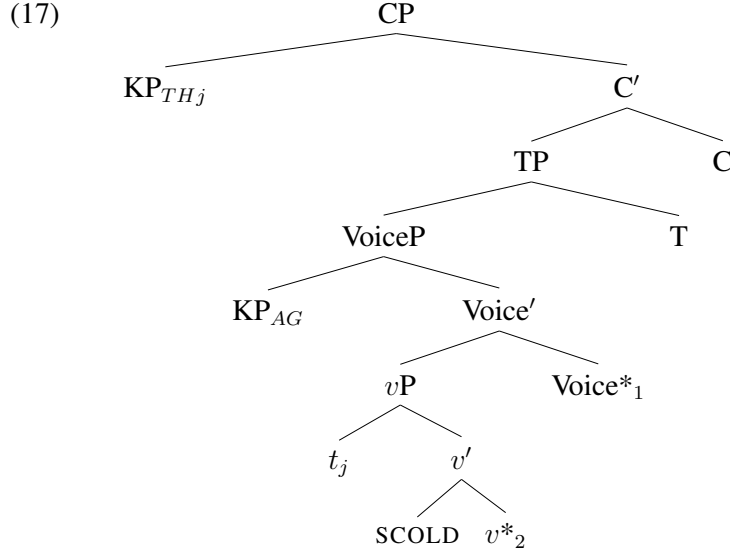 (17) CP
KP_THj C′
TP C
VoiceP T
KP_AG Voice′
vP Voice*_1
t_j v′
SCOLD v*_2